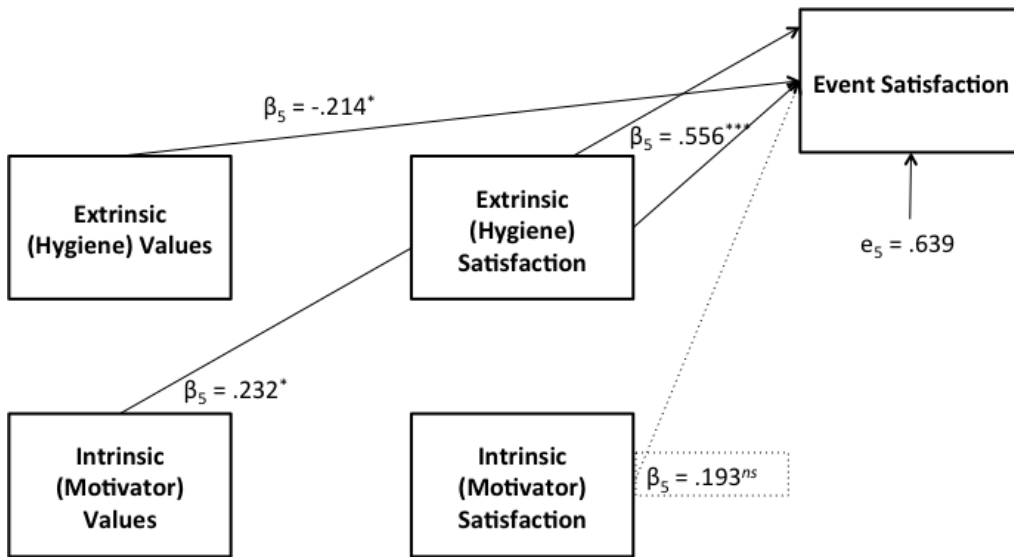 Event Satisfaction
β₅ = -.214*
β₅ = .556***
Extrinsic
(Hygiene) Values
Extrinsic
(Hygiene)
Satisfaction
e₅ = .639
β₅ = .232*
Intrinsic
(Motivator)
Values
Intrinsic
(Motivator)
Satisfaction
β₅ = .193ⁿˢ